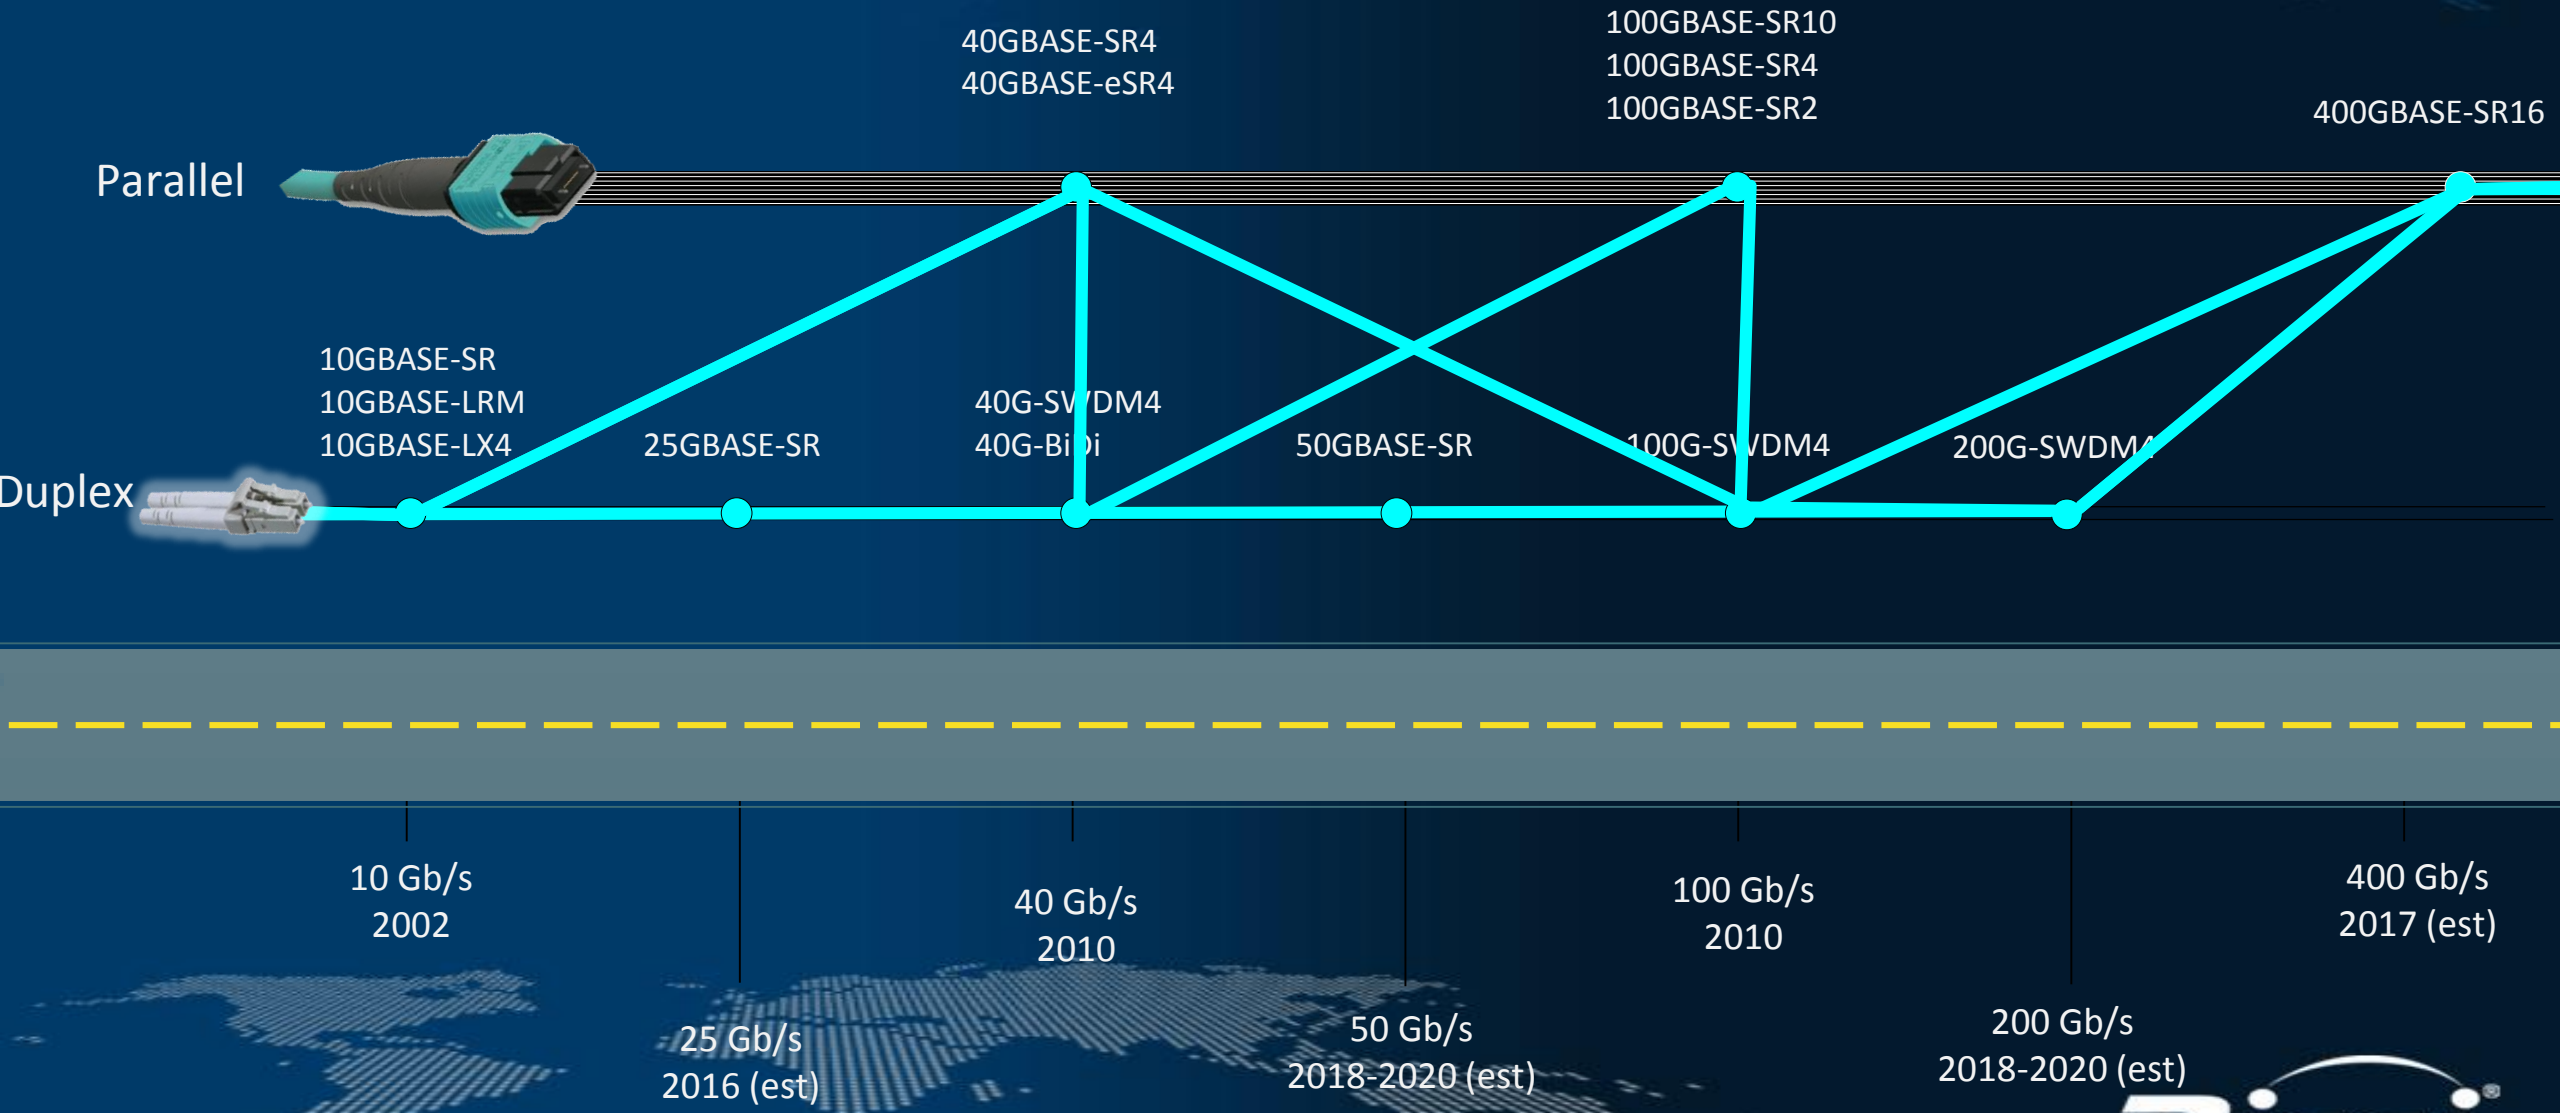 100GBASE-SR10
40GBASE-SR4
100GBASE-SR4
40GBASE-eSR4
100GBASE-SR2
400GBASE-SR16
Parallel
10GBASE-SR
10GBASE-LRM
10GBASE-LX4
25GBASE-SR
40G-SWDM4
40G-BiDi
50GBASE-SR
100G-SWDM4
200G-SWDM4
Duplex
10 Gb/s
2002
25 Gb/s
2016 (est)
40 Gb/s
2010
50 Gb/s
2018-2020 (est)
100 Gb/s
2010
200 Gb/s
2018-2020 (est)
400 Gb/s
2017 (est)
®